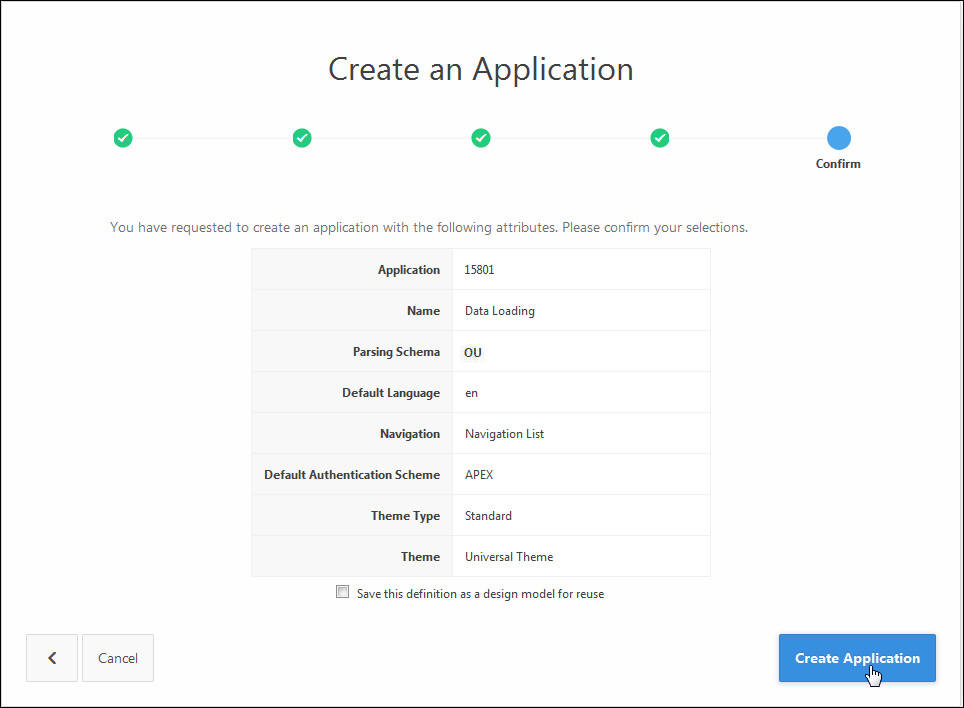 Create an Application
Confirm
You have requested to create an application with the following attributes. Please confirm your selections.
Application 15801
Name Data Loading
Parsing Schema OU
Default Language en
Navigation Navigation List
Default Authentication Scheme APEX
Theme Type Standard
Theme Universal Theme
Save this definition as a design model for reuse
Cancel Create Application